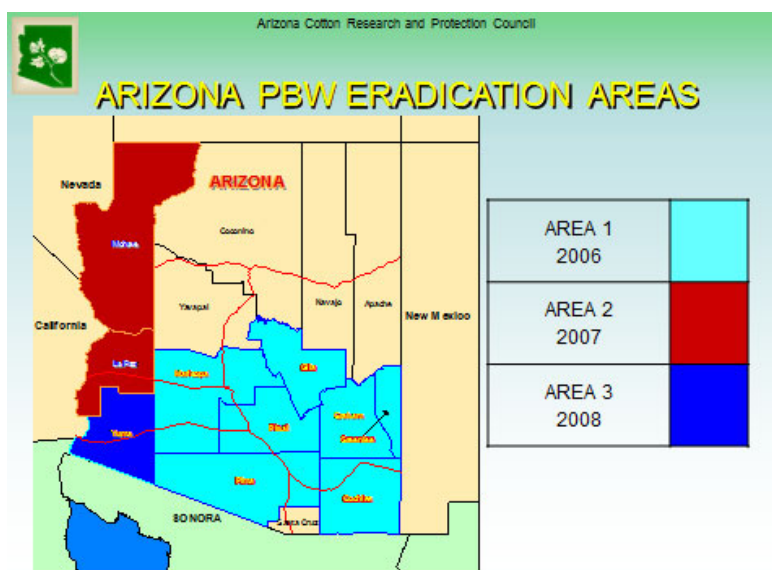 Arizona Cotton Research and Protection Council
ARIZONA PBW ERADICATION AREAS
Nevada
ARIZONA
Mohave
Coconino
Yavapai
Navajo
Apache
New Mexico
California
La Paz
Gila
Maricopa
Yuma
Pinal
Graham
Greenlee
Pima
Cochise
Santa Cruz
SONORA
AREA 1
2006
AREA 2
2007
AREA 3
2008